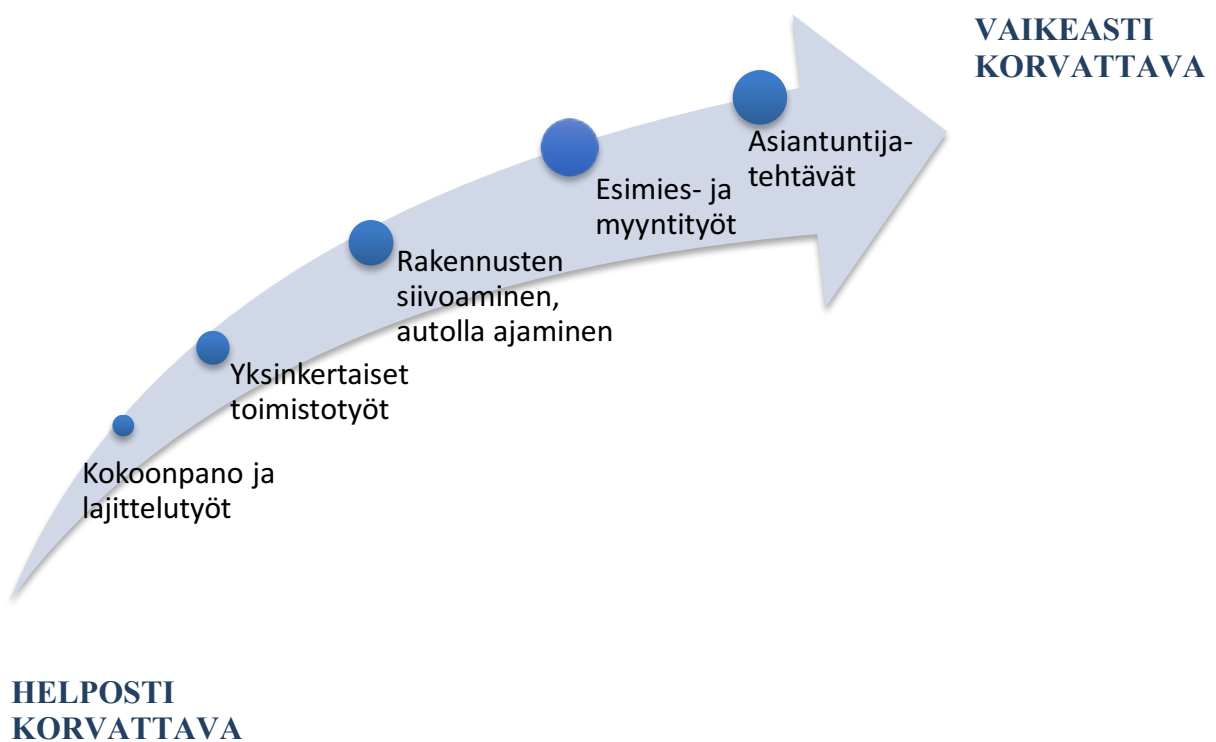 VAIKEASTI
KORVATTAVA
Asiantuntija-
tehtävät
Esimies- ja
myyntityöt
Rakennusten
siivoaminen,
autolla ajaminen
Yksinkertaiset
toimistotyöt
Kokoonpano ja
lajittelutyöt
HELPOSTI
KORVATTAVA